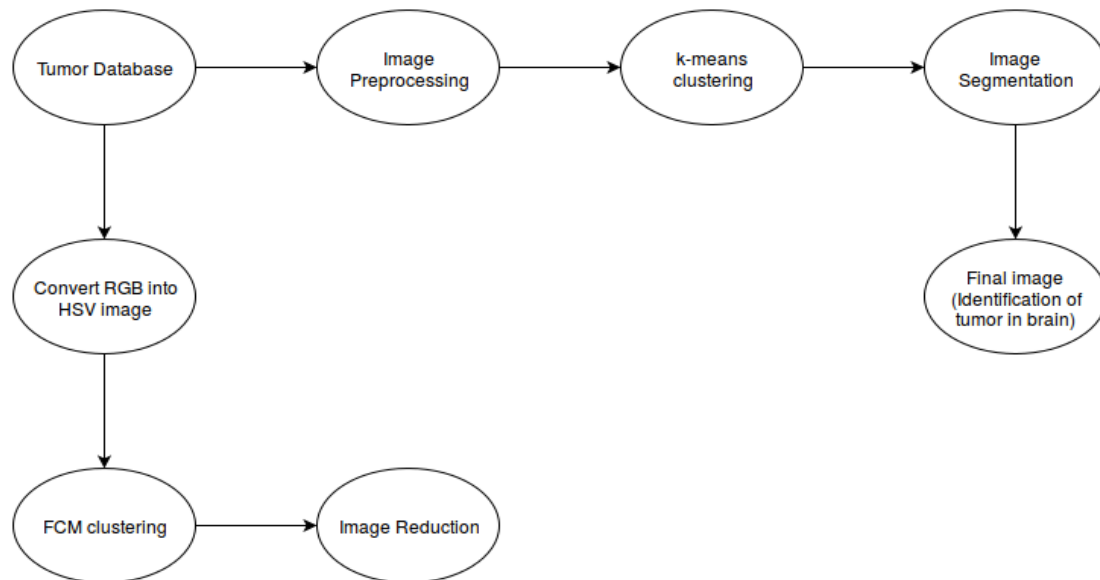 Tumor Database
Image
Preprocessing
k-means
clustering
Image
Segmentation
Convert RGB into
HSV image
Final image
(Identification of
tumor in brain)
FCM clustering
Image Reduction